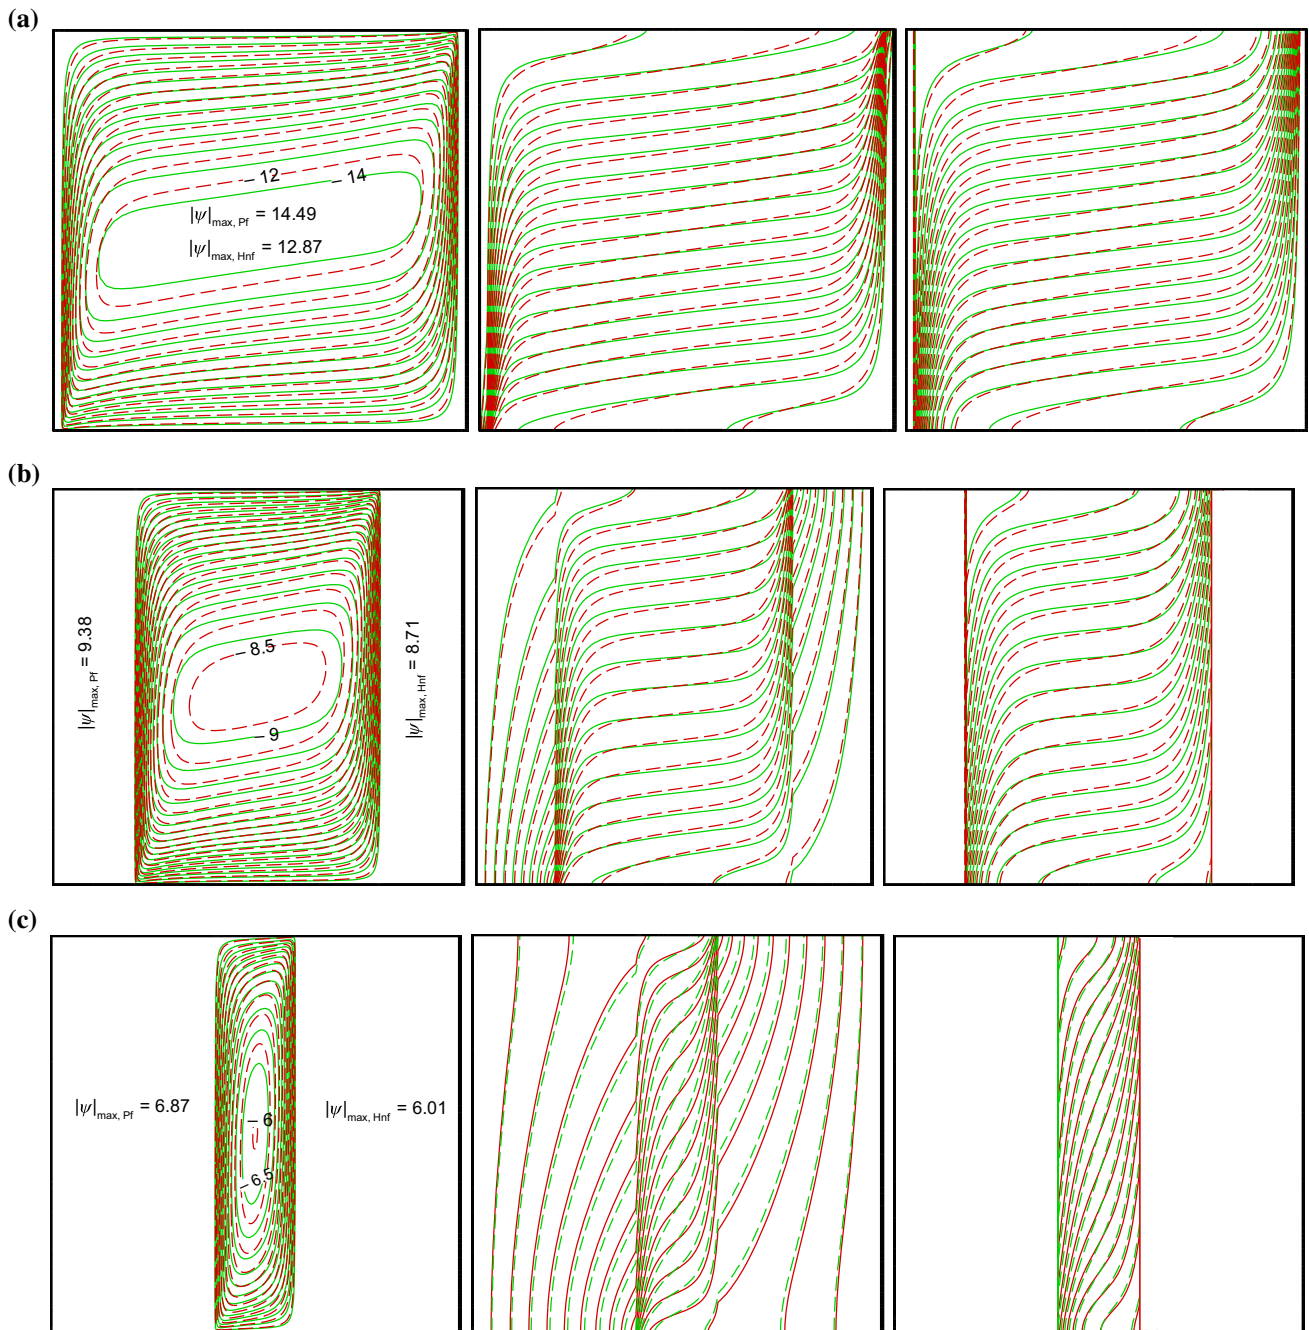 (a)
– 12
– 14
|ψ|max, Pf = 14.49
|ψ|max, Hnf = 12.87
(b)
|ψ|max, Pf = 9.38
– 8.5
– 9
|ψ|max, Hnf = 8.71
(c)
|ψ|max, Pf = 6.87
– 6
– 6.5
|ψ|max, Hnf = 6.01